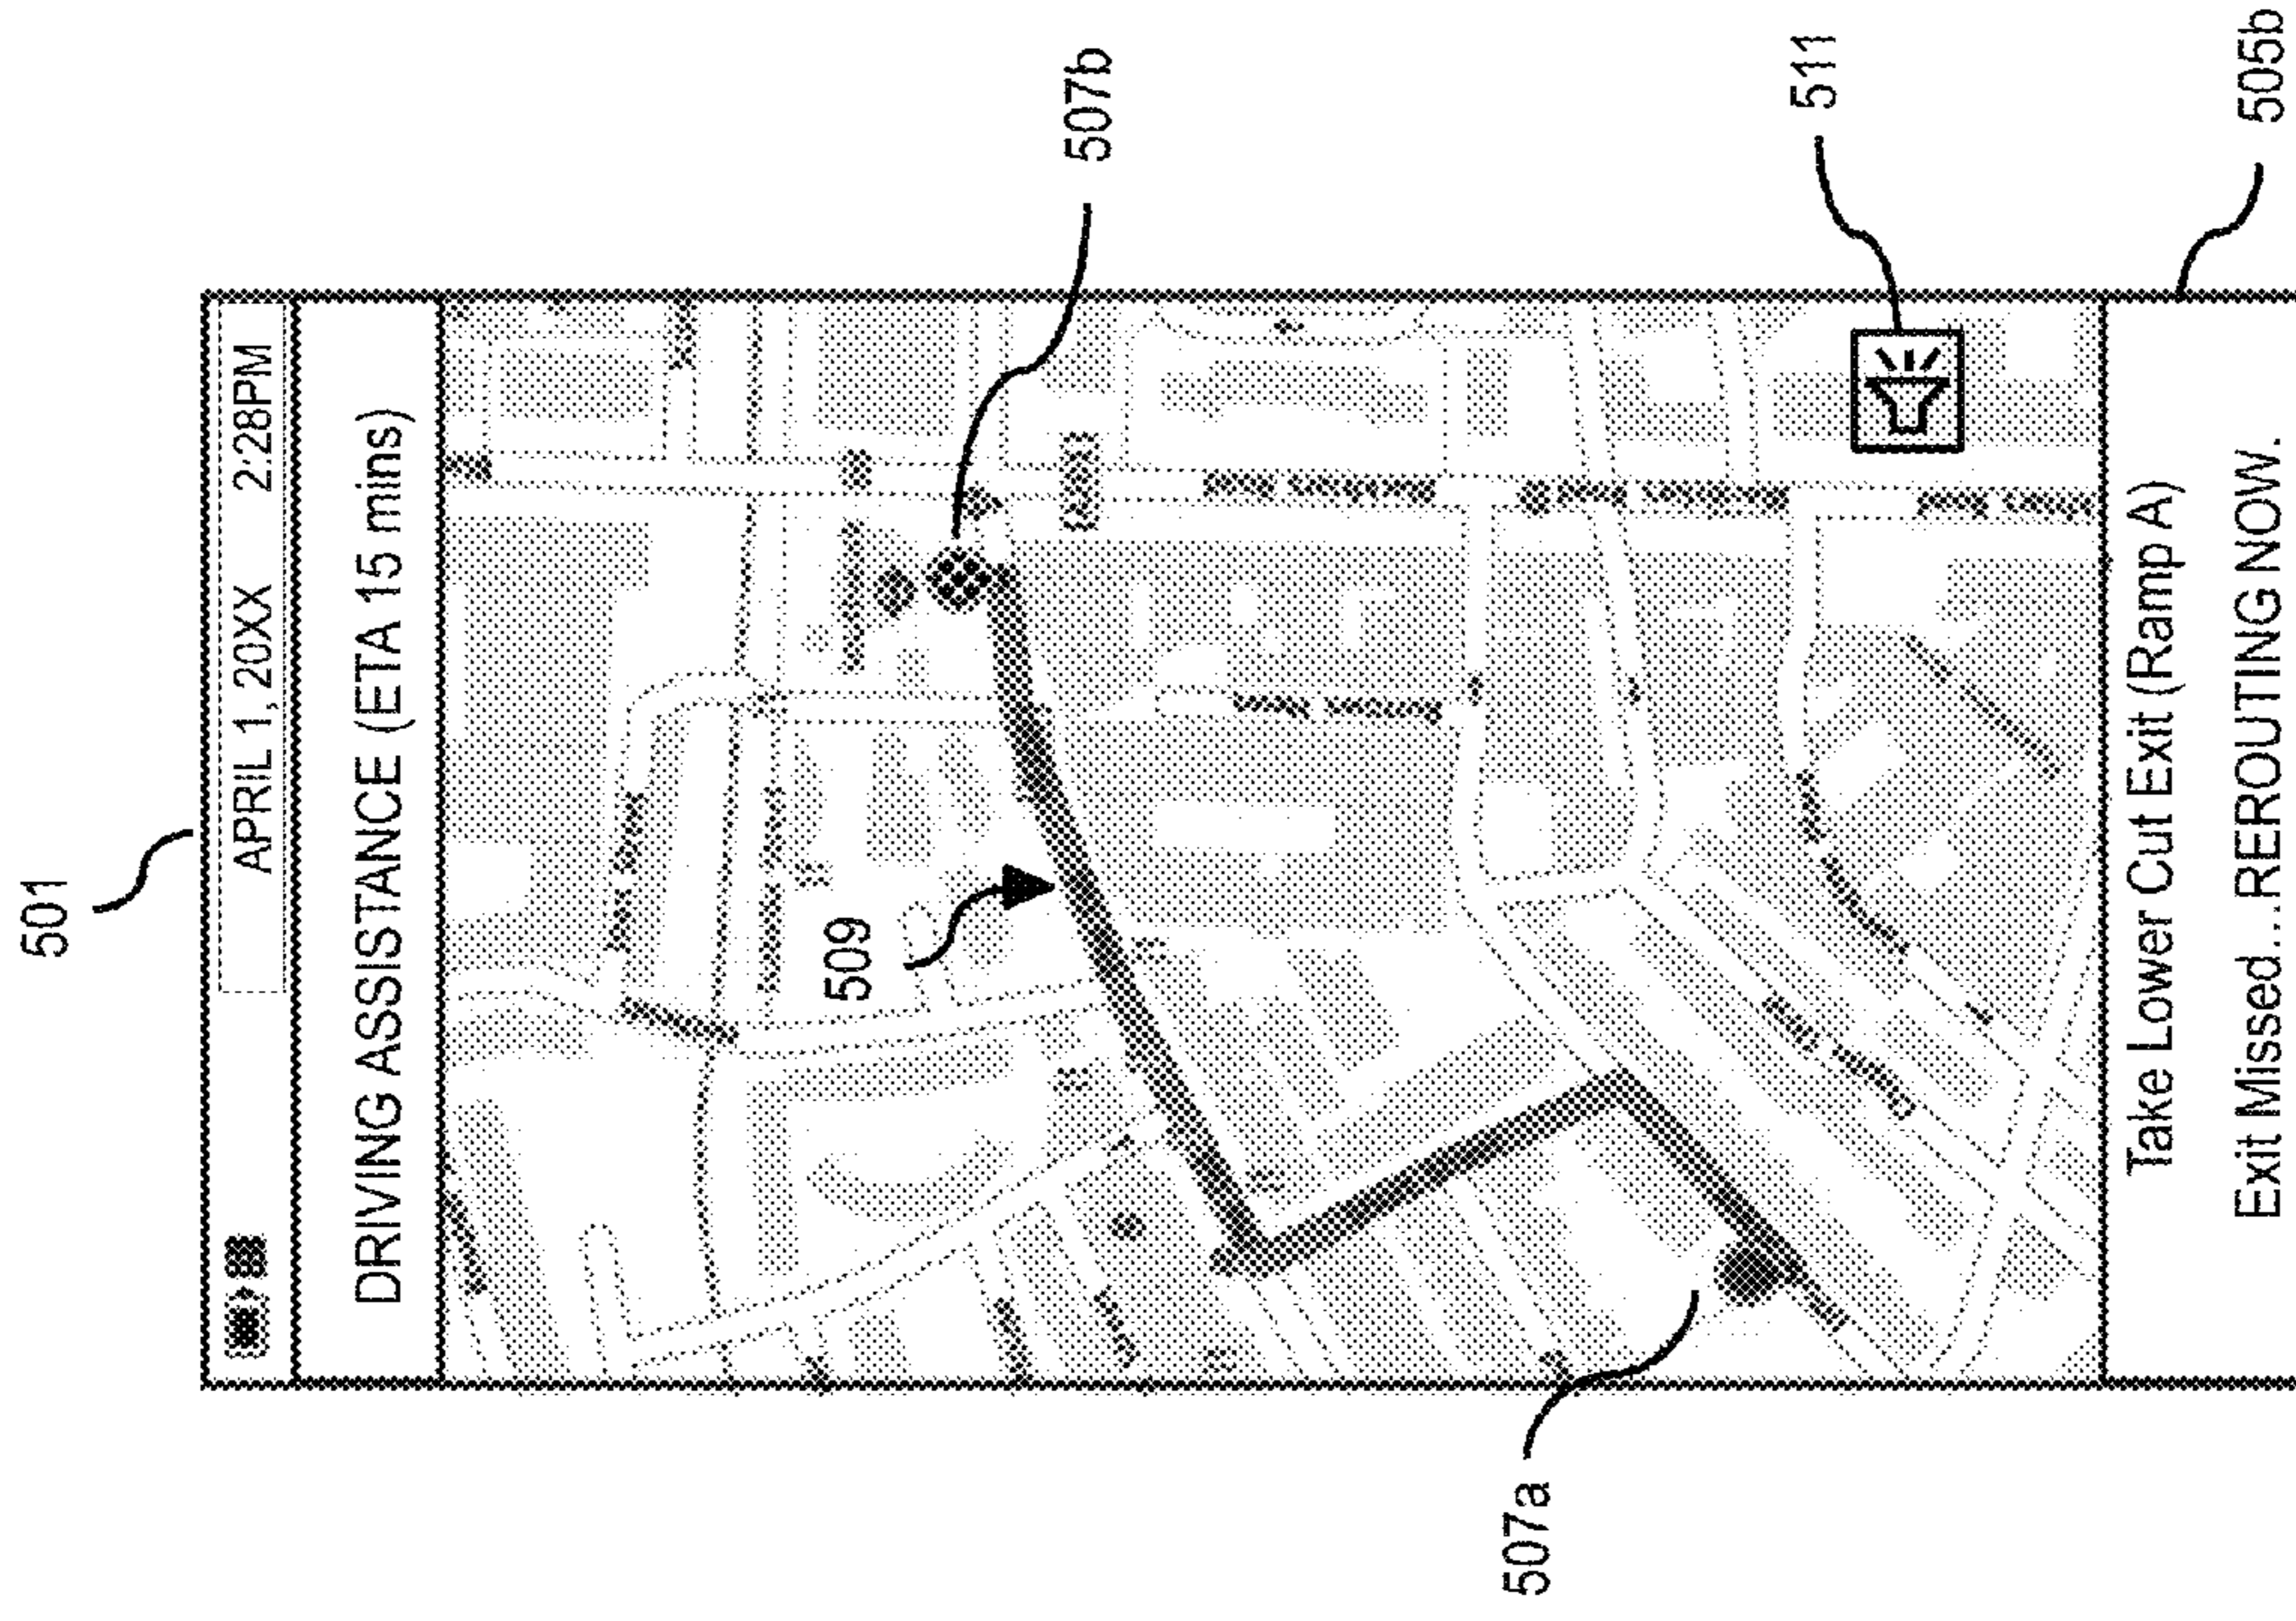 501
APRIL 1, 20XX 2:28PM
DRIVING ASSISTANCE (ETA 15 mins)
507b
509
507a
511
Take Lower Cut Exit (Ramp A)
Exit Missed...REROUTING NOW.
505b